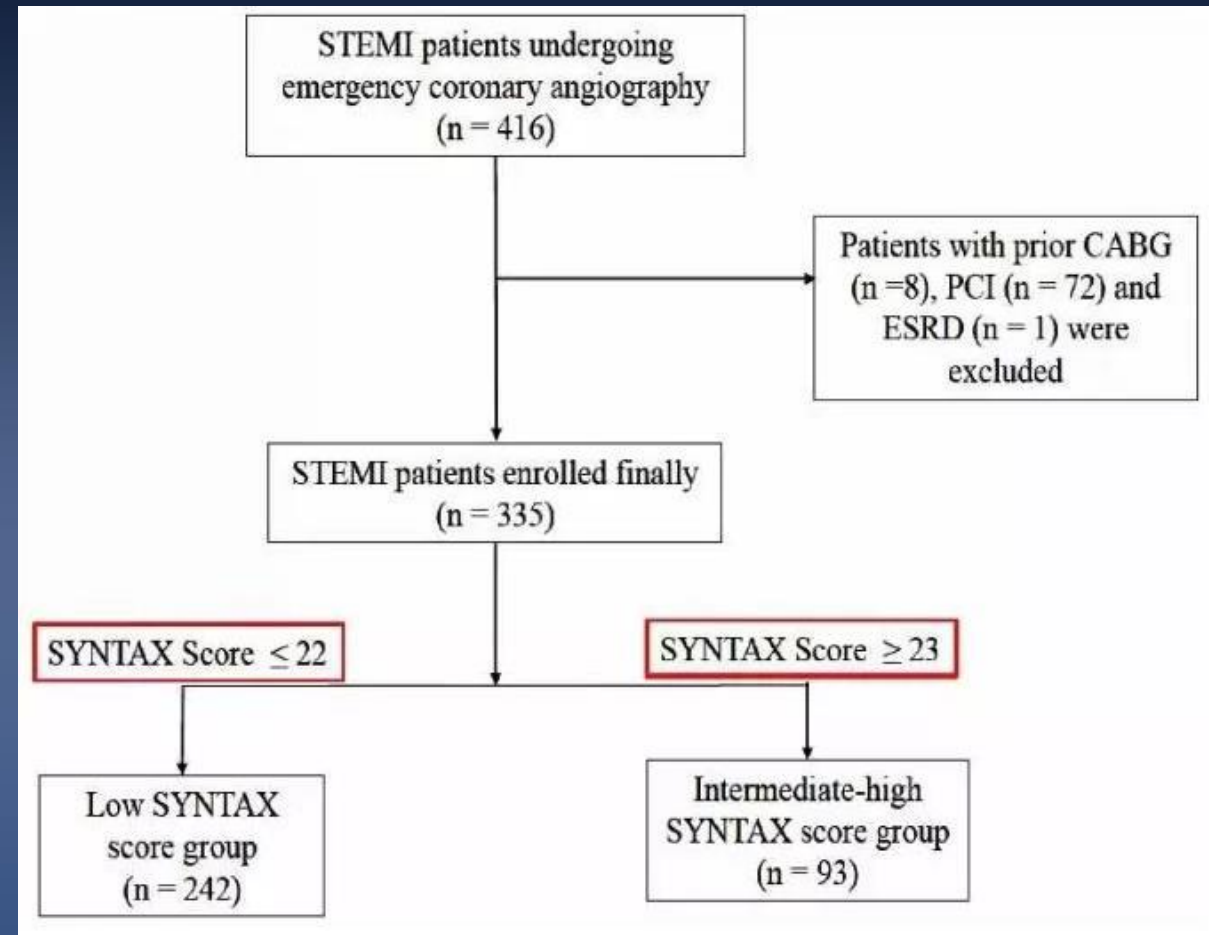 STEMI patients undergoing
emergency coronary angiography
(n = 416)
Patients with prior CABG
(n =8), PCI (n = 72) and
ESRD (n = 1) were
excluded
STEMI patients enrolled finally
(n = 335)
SYNTAX Score ≤ 22
SYNTAX Score ≥ 23
Low SYNTAX
score group
(n = 242)
Intermediate-high
SYNTAX score group
(n = 93)